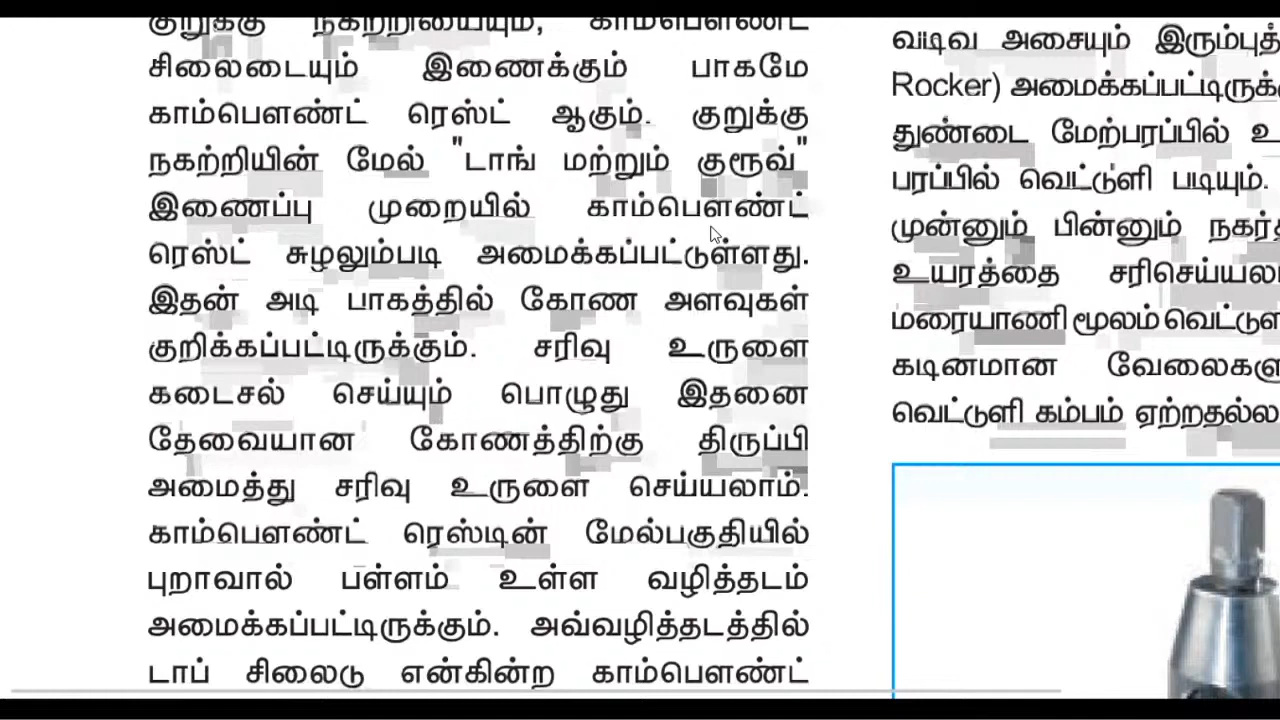 குறுக்கு நகற்றியையும், காம்பௌண்ட்
சிலைடையும் இணைக்கும் பாகமே
காம்பௌண்ட் ரெஸ்ட் ஆகும். குறுக்கு
நகற்றியின் மேல் "டாங் மற்றும் குரூவ்"
இணைப்பு முறையில் காம்பௌண்ட்
ரெஸ்ட் சுழலும்படி அமைக்கப்பட்டுள்ளது.
இதன் அடி பாகத்தில் கோண அளவுகள்
குறிக்கப்பட்டிருக்கும். சரிவு உருளை
கடைசல் செய்யும் பொழுது இதனை
தேவையான கோணத்திற்கு திருப்பி
அமைத்து சரிவு உருளை செய்யலாம்.
காம்பௌண்ட் ரெஸ்டின் மேல்பகுதியில்
புறாவால் பள்ளம் உள்ள வழித்தடம்
அமைக்கப்பட்டிருக்கும். அவ்வழித்தடத்தில்
டாப் சிலைடு என்கின்ற காம்பௌண்ட்
வடிவ அசையும் இரும்புத்
Rocker) அமைக்கப்பட்டிருக்கு
துண்டை மேற்பரப்பில் உ
பரப்பில் வெட்டுளி படியும்.
முன்னும் பின்னும் நகர்த
உயரத்தை சரிசெய்யலா
மரையாணி மூலம் வெட்டுளி
கடினமான வேலைகளு
வெட்டுளி கம்பம் ஏற்றதல்ல